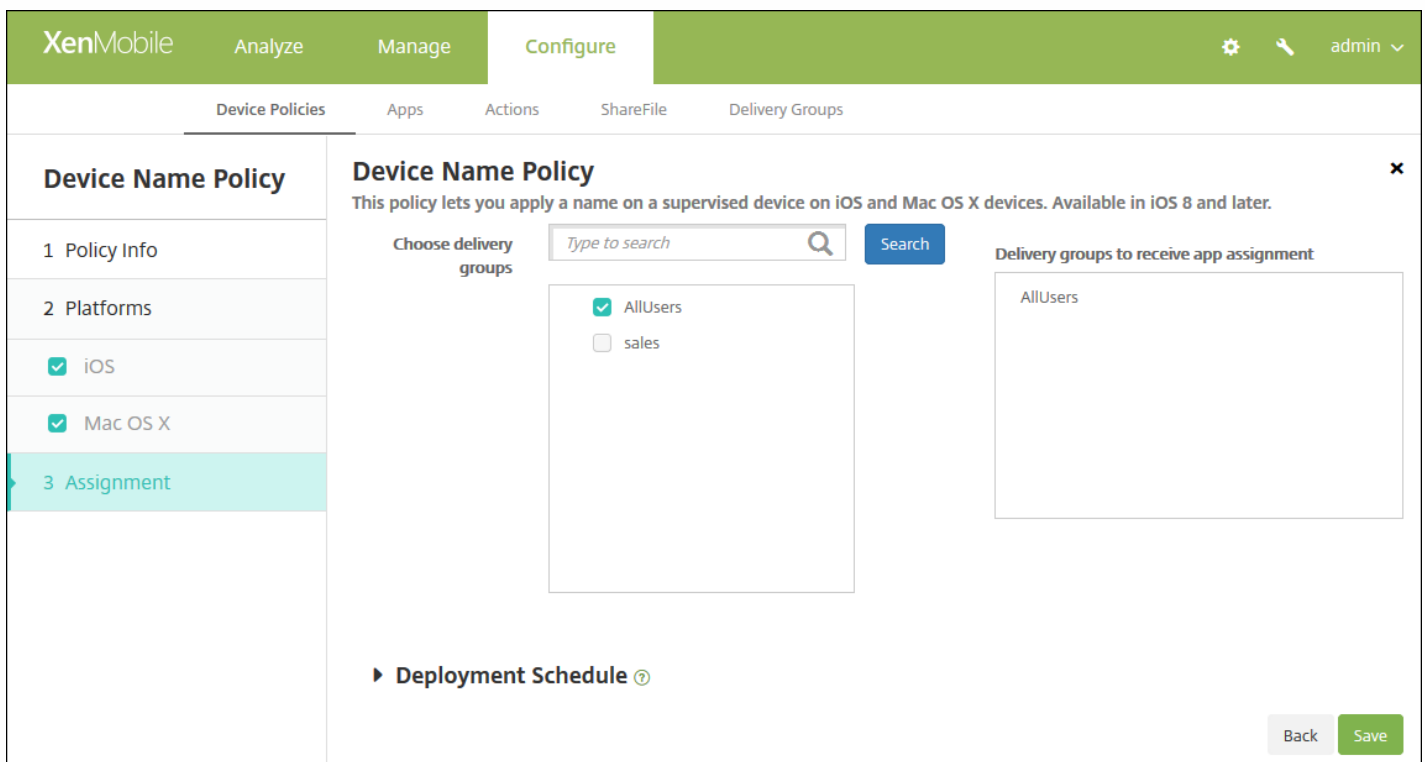 XenMobile Analyze Manage Configure admin
Device Policies Apps Actions ShareFile Delivery Groups
Device Name Policy
1 Policy Info
2 Platforms
iOS
Mac OS X
3 Assignment
Device Name Policy
This policy lets you apply a name on a supervised device on iOS and Mac OS X devices. Available in iOS 8 and later.
Choose delivery
groups
Type to search
Search
AllUsers
sales
Delivery groups to receive app assignment
AllUsers
Deployment Schedule ?
Back Save